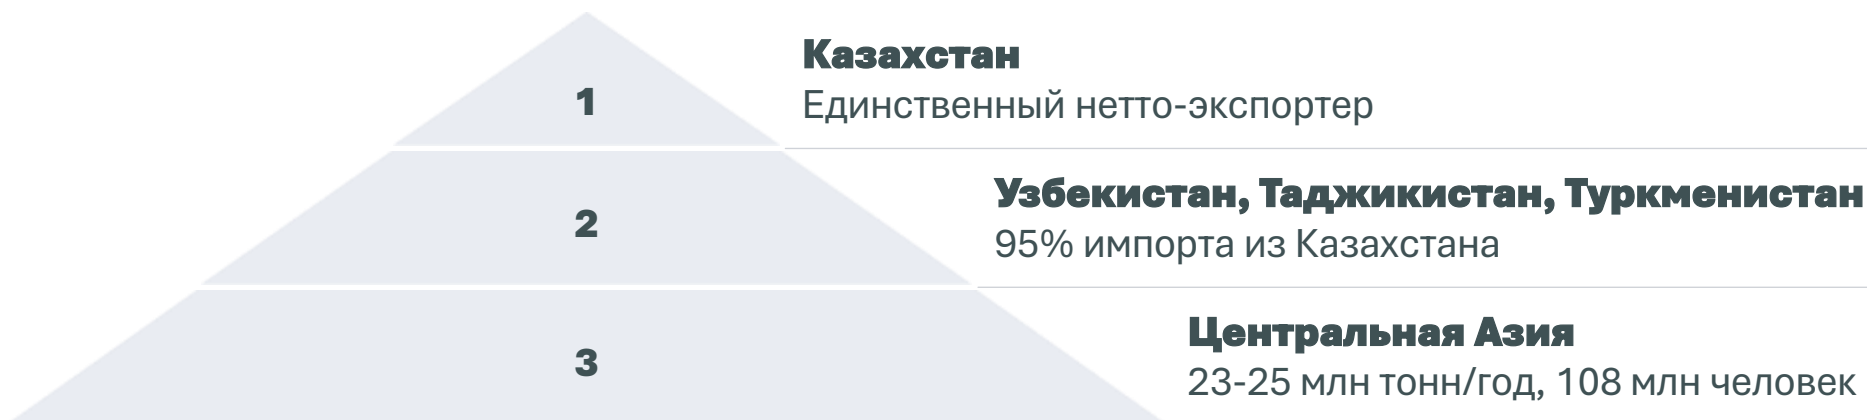 1
Казахстан
Единственный нетто-экспортер
2
Узбекистан, Таджикистан, Туркменистан
95% импорта из Казахстана
3
Центральная Азия
23-25 млн тонн/год, 108 млн человек